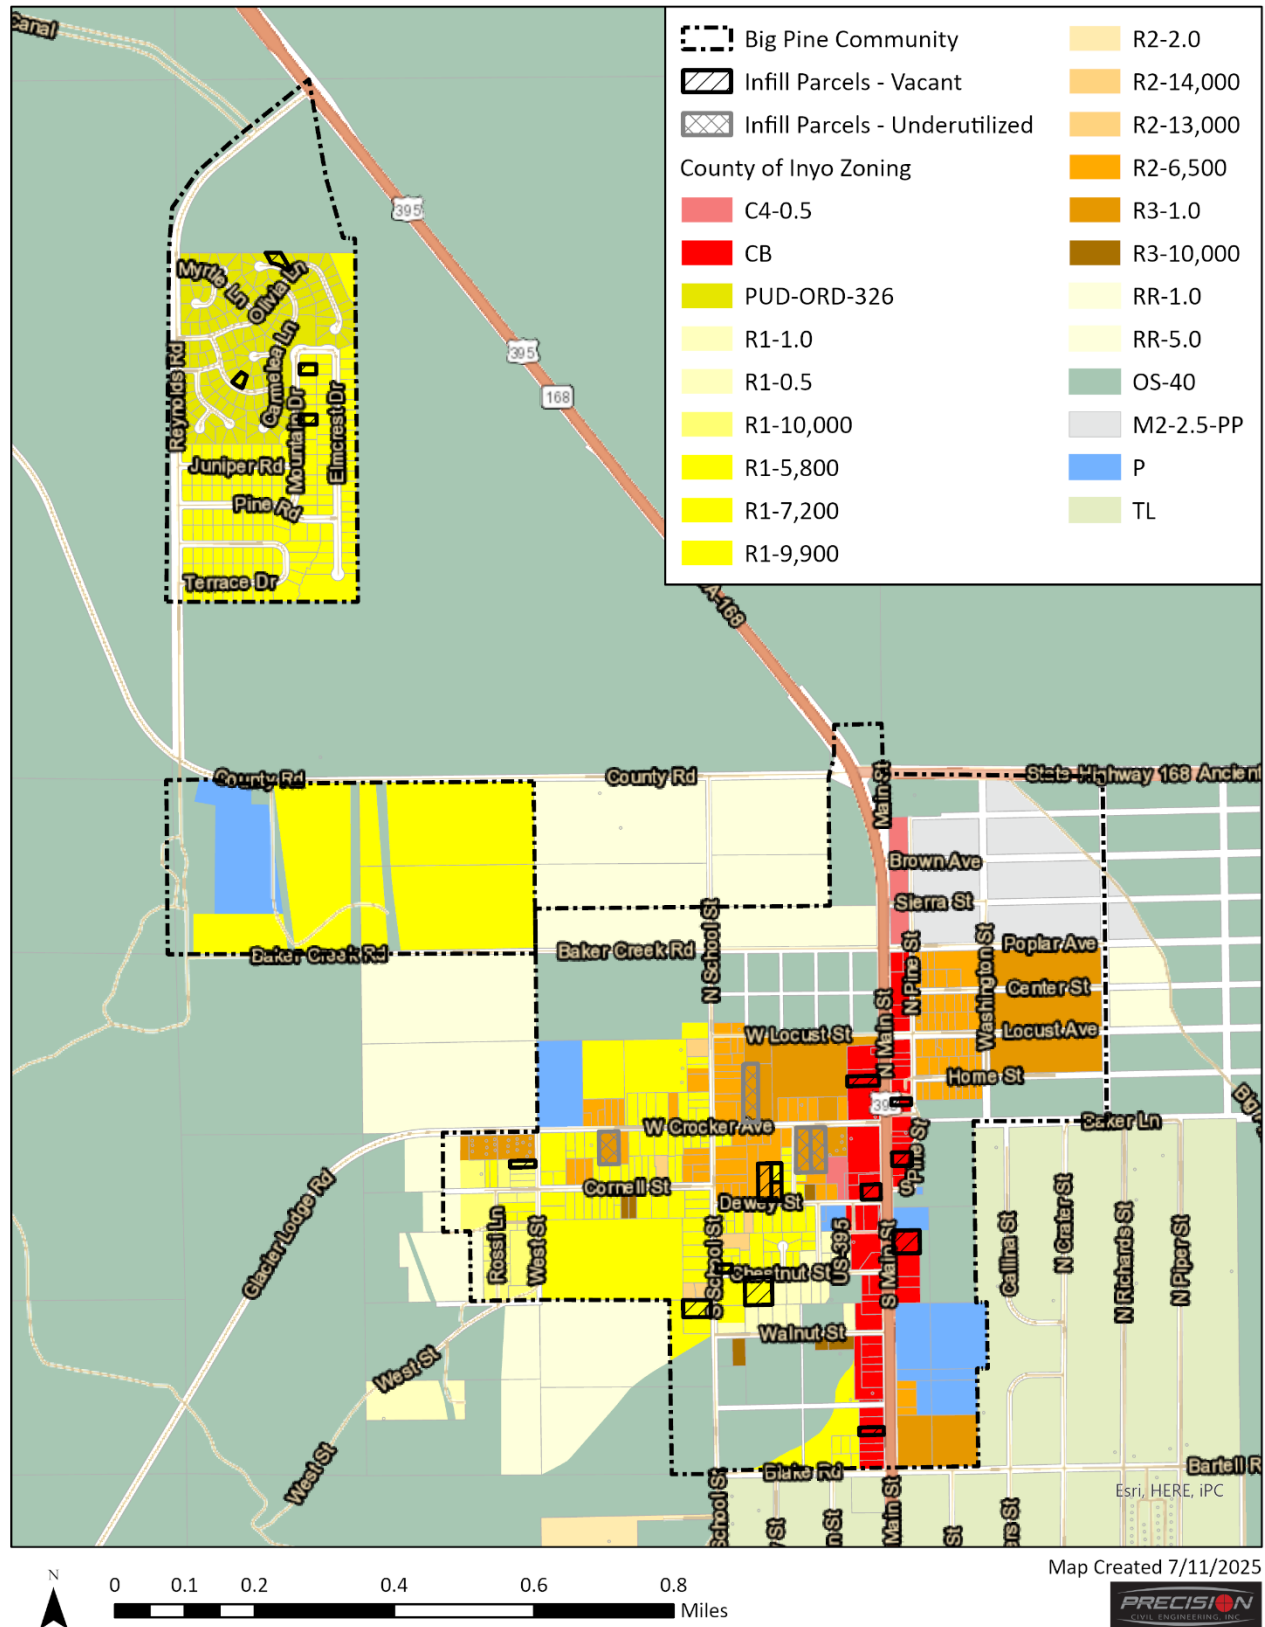 Canal
Big Pine Community
Infill Parcels - Vacant
Infill Parcels - Underutilized
County of Inyo Zoning
C4-0.5
CB
PUD-ORD-326
R1-1.0
R1-0.5
R1-10,000
R1-5,800
R1-7,200
R1-9,900
R2-2.0
R2-14,000
R2-13,000
R2-6,500
R3-1.0
R3-10,000
RR-1.0
RR-5.0
OS-40
M2-2.5-PP
P
TL
395
Myrtle Ln
Olivia Ln
395
Reynolds Rd
Carmelea Ln
Mountain Dr
Elmcrest Dr
168
Juniper Rd
Pine Rd
Terrace Dr
A-168
County Rd
County Rd
Main St
State Highway 168 Ancient
Brown Ave
Sierra St
N School St
N Pine St
Washington St
Poplar Ave
Baker Creek Rd
Baker Creek Rd
Center St
N Main St
W Locust St
Locust Ave
Home St
395
Big
W Crocker Ave
Baker Ln
S Pine St
Glacier Lodge Rd
Cornell St
Dewey St
Rossi Ln
West St
S School St
US-395
S Main St
Callina St
N Crater St
N Richards St
N Piper St
Chestnut St
Walnut St
West St
West St
Blake Rd
Bartell R
School St
St
n St
Main St
St
ers St
Esri, HERE, iPC
Map Created 7/11/2025
N
0 0.1 0.2 0.4 0.6 0.8
Miles
PRECISION
CIVIL ENGINEERING, INC